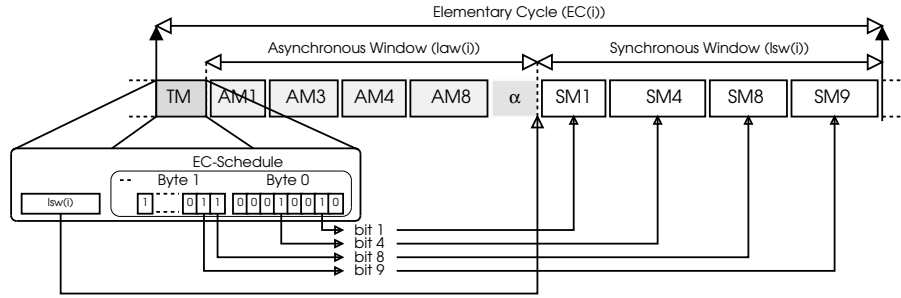 Elementary Cycle (EC(i))
Asynchronous Window (law(i)) Synchronous Window (lsw(i))
TM AM1 AM3 AM4 AM8 α SM1 SM4 SM8 SM9
EC-Schedule
Byte 1 Byte 0
lsw(i) 1 0 1 1 0 0 0 1 0 0 1 0
bit 1
bit 4
bit 8
bit 9